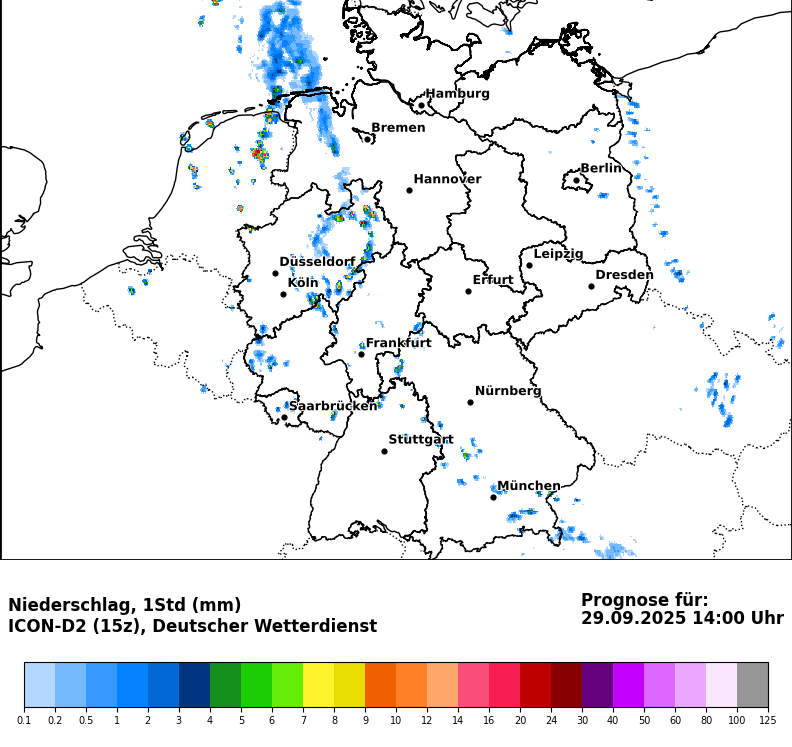 Hamburg
Bremen
Berlin
Hannover
Leipzig
Düsseldorf
Dresden
Köln
Erfurt
Frankfurt
Nürnberg
Saarbrücken
Stuttgart
München
Niederschlag, 1Std (mm)
ICON-D2 (15z), Deutscher Wetterdienst
Prognose für:
29.09.2025 14:00 Uhr
0.1 0.2 0.5 1 2 3 4 5 6 7 8 9 10 12 14 16 20 24 30 40 50 60 80 100 125